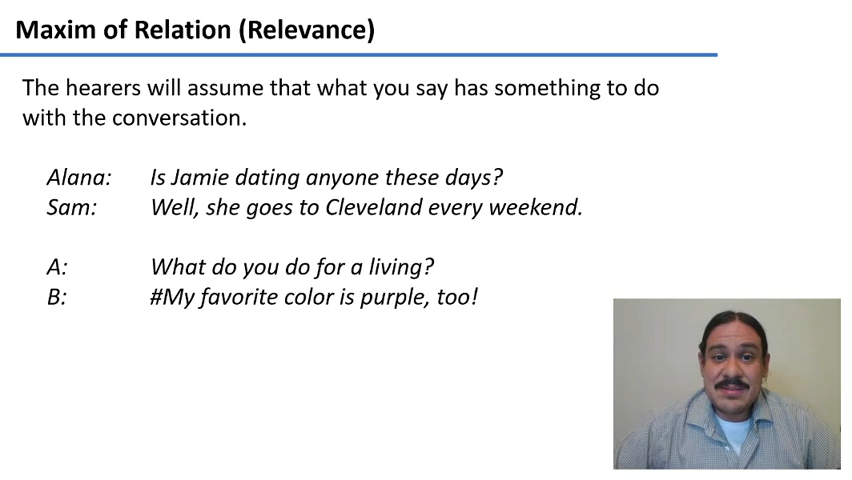 Maxim of Relation (Relevance)
The hearers will assume that what you say has something to do
with the conversation.
Alana: Is Jamie dating anyone these days?
Sam: Well, she goes to Cleveland every weekend.
A: What do you do for a living?
B: #My favorite color is purple, too!